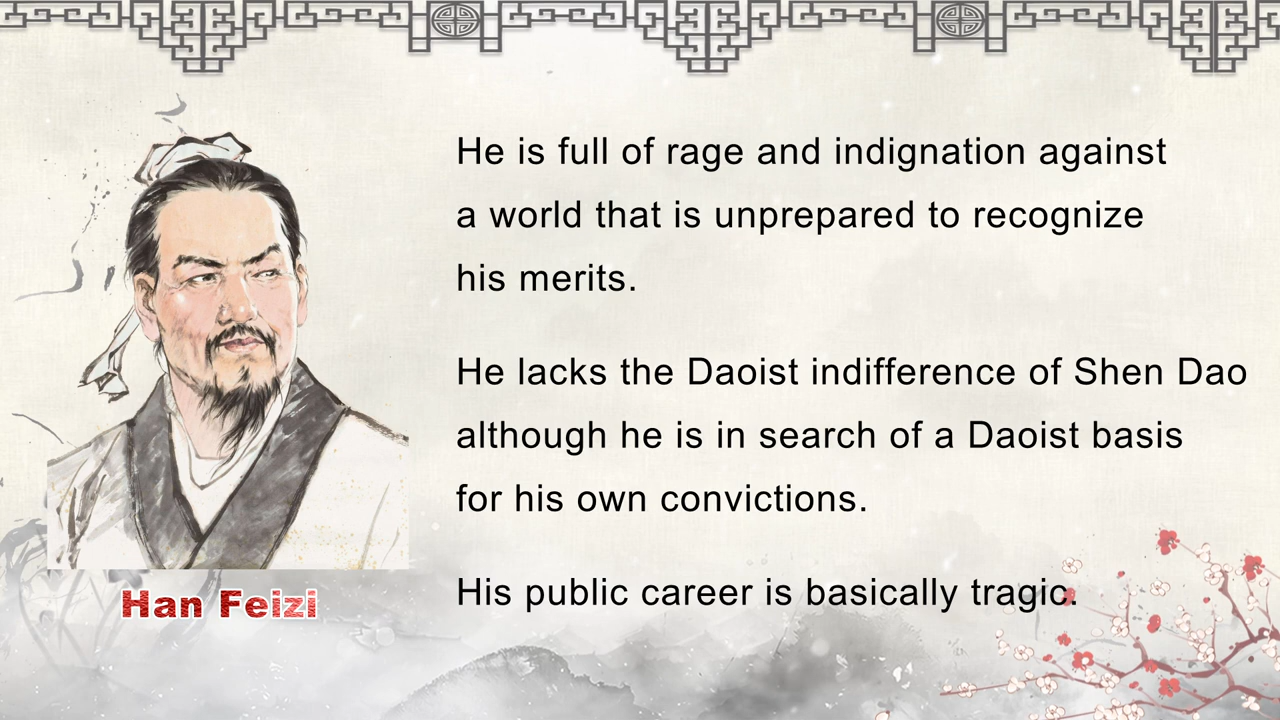 He is full of rage and indignation against
a world that is unprepared to recognize
his merits.
He lacks the Daoist indifference of Shen Dao
although he is in search of a Daoist basis
for his own convictions.
His public career is basically tragic.
Han Feizi